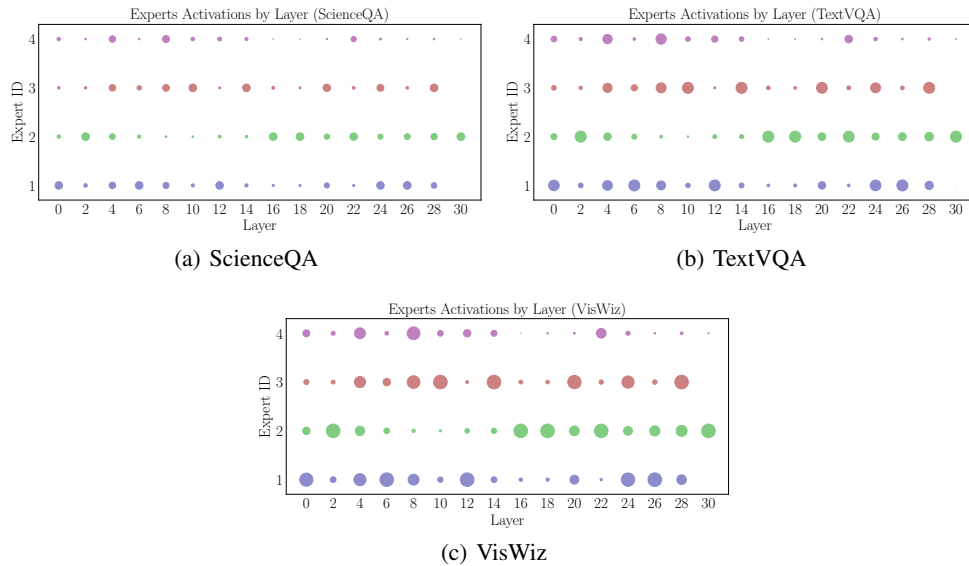 Experts Activations by Layer (ScienceQA)
Expert ID
4
3
2
1
0 2 4 6 8 10 12 14 16 18 20 22 24 26 28 30
Layer
(a) ScienceQA
Experts Activations by Layer (TextVQA)
Expert ID
4
3
2
1
0 2 4 6 8 10 12 14 16 18 20 22 24 26 28 30
Layer
(b) TextVQA
Experts Activations by Layer (VisWiz)
Expert ID
4
3
2
1
0 2 4 6 8 10 12 14 16 18 20 22 24 26 28 30
Layer
(c) VisWiz